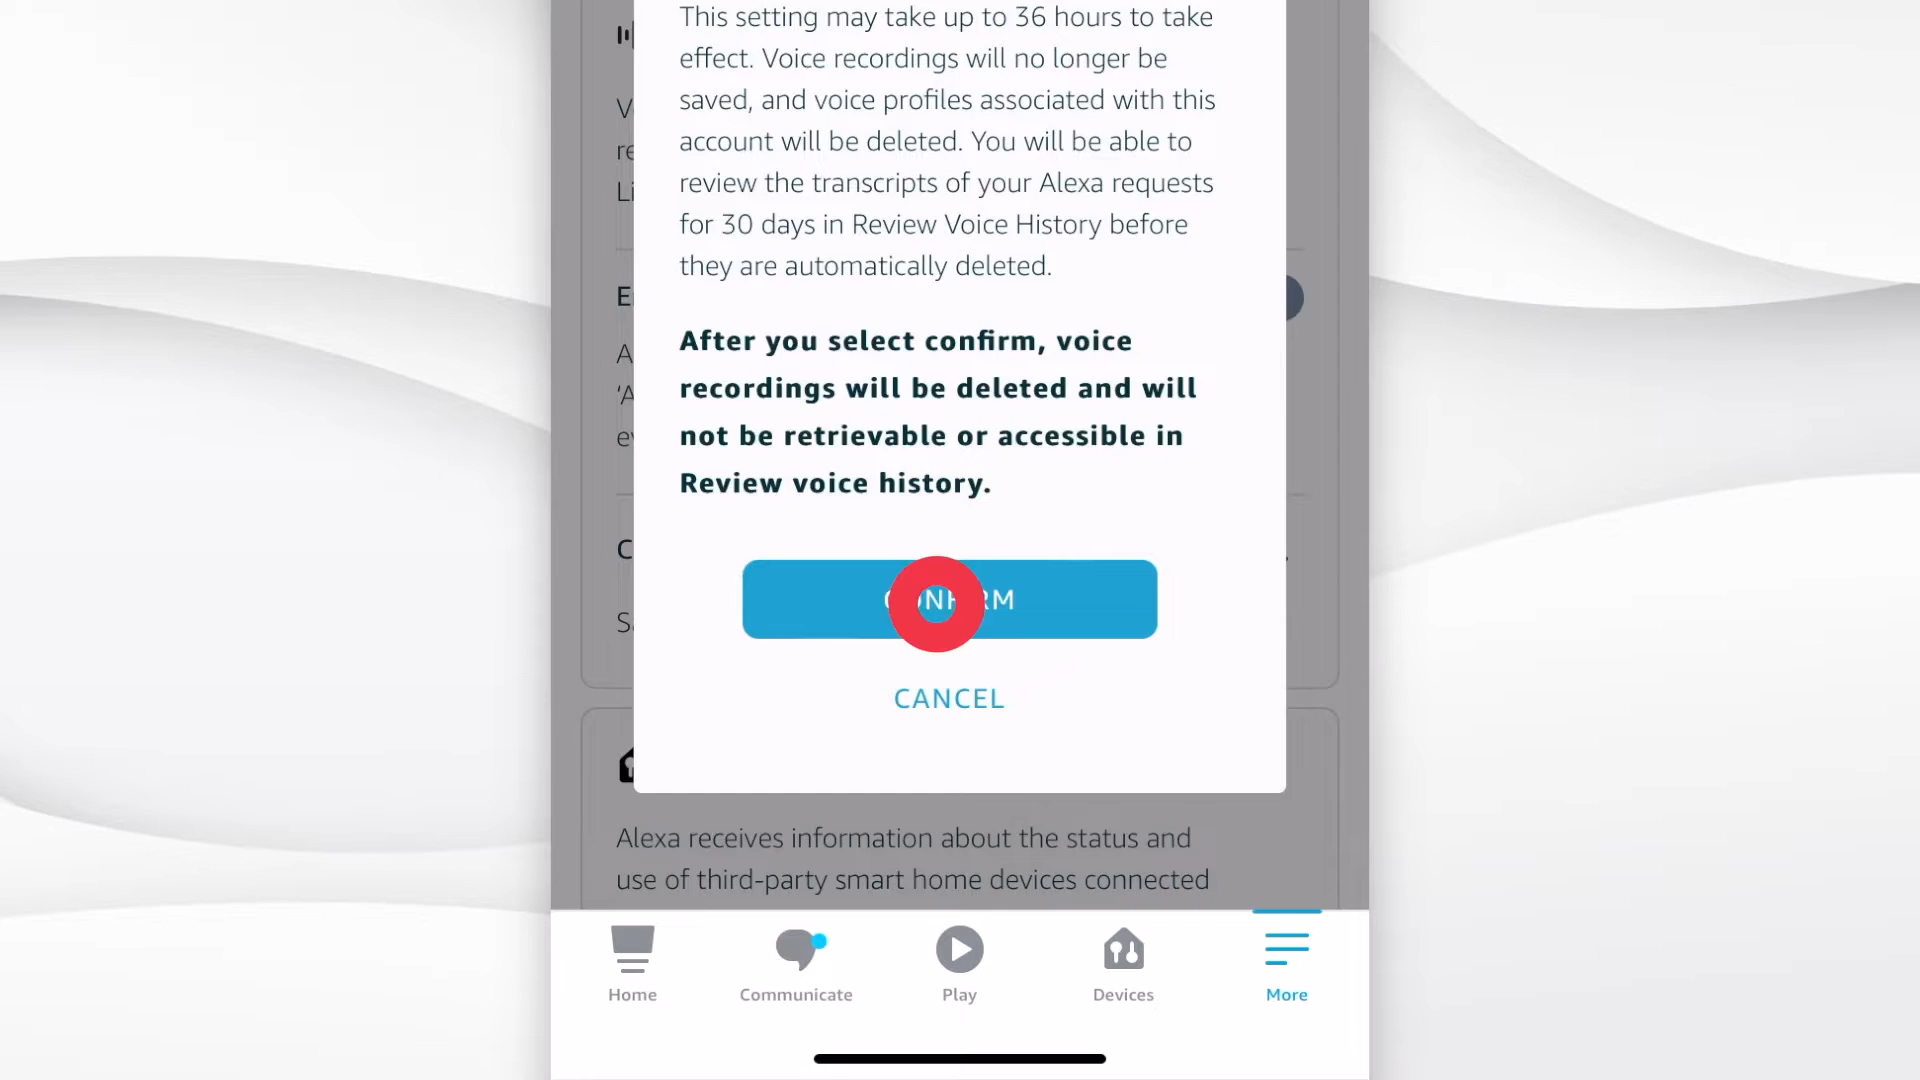 This setting may take up to 36 hours to take
effect. Voice recordings will no longer be
saved, and voice profiles associated with this
account will be deleted. You will be able to
review the transcripts of your Alexa requests
for 30 days in Review Voice History before
they are automatically deleted.
After you select confirm, voice
recordings will be deleted and will
not be retrievable or accessible in
Review voice history.
CANCEL
Alexa receives information about the status and
use of third-party smart home devices connected
Home
Communicate
Play
Devices
More